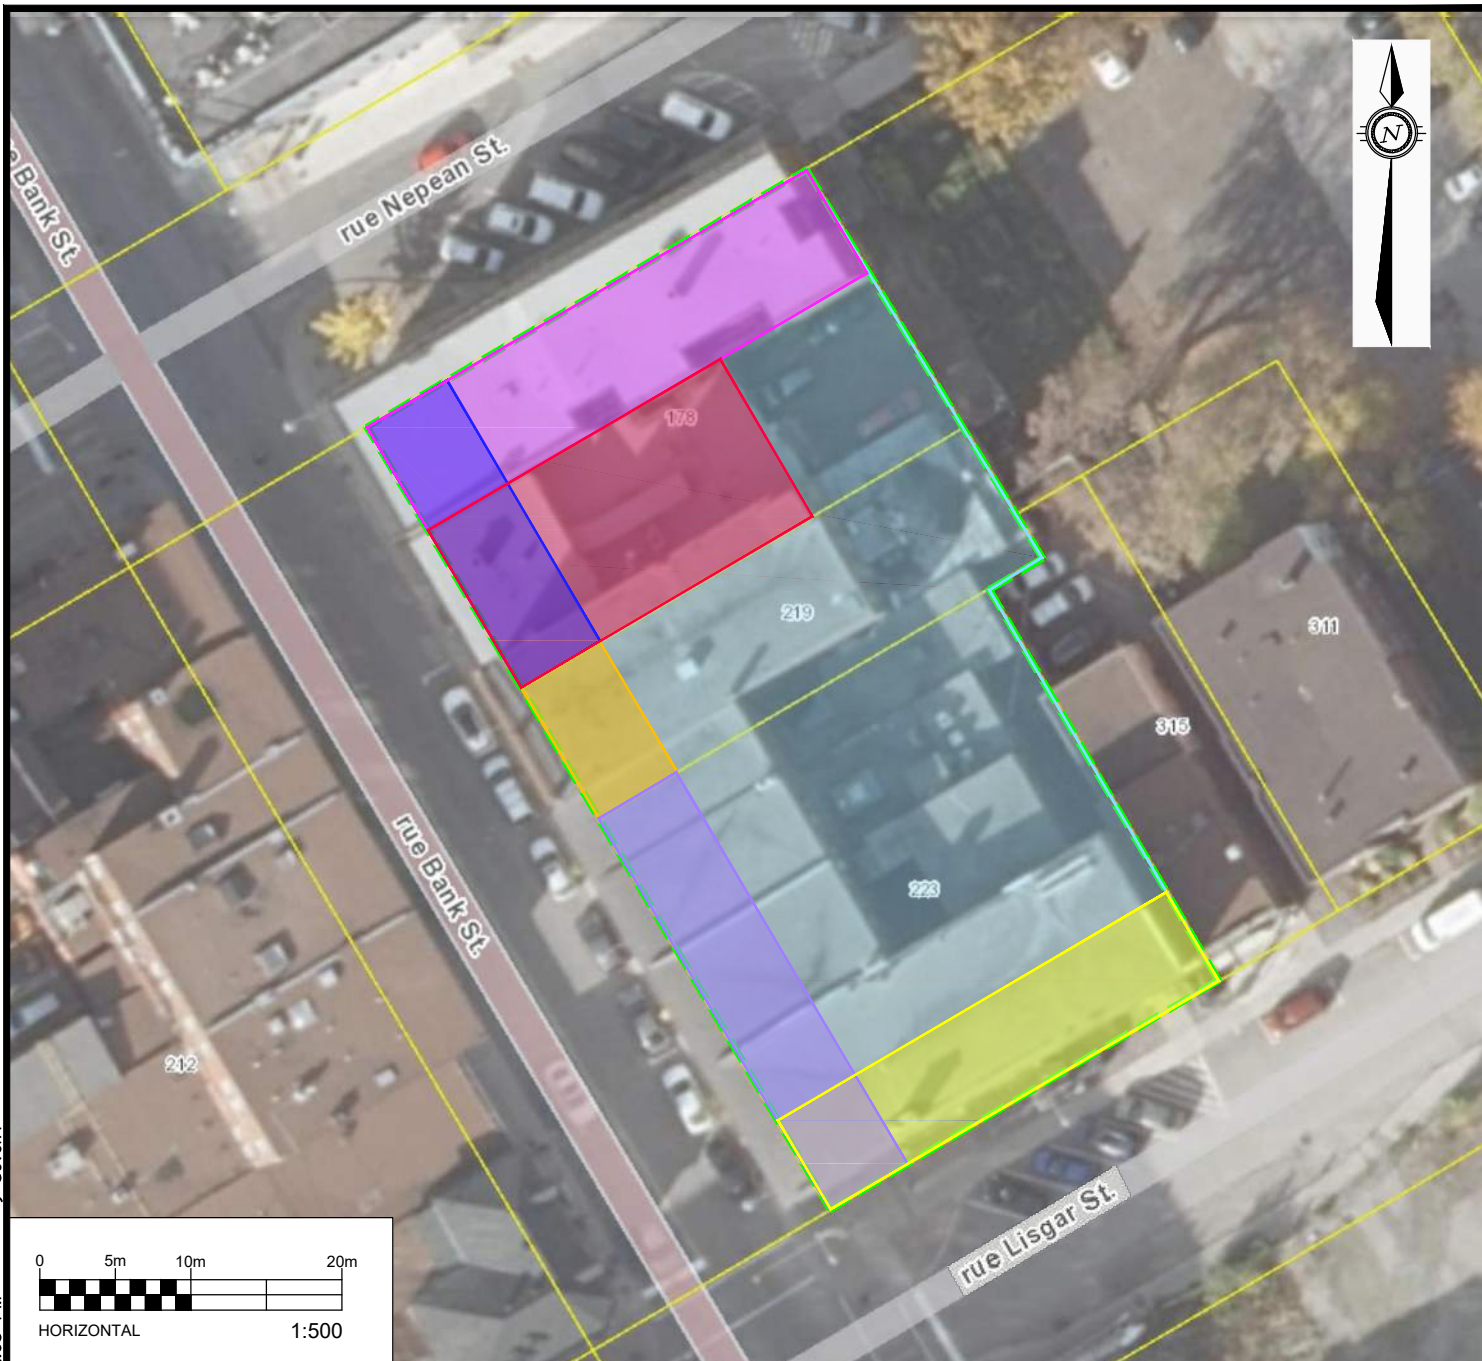 rue Nepean St.
Bank St.
N
178
219
311
315
rue Bank St.
223
212
rue Lisgar St.
0 5m 10m 20m
HORIZONTAL 1:500